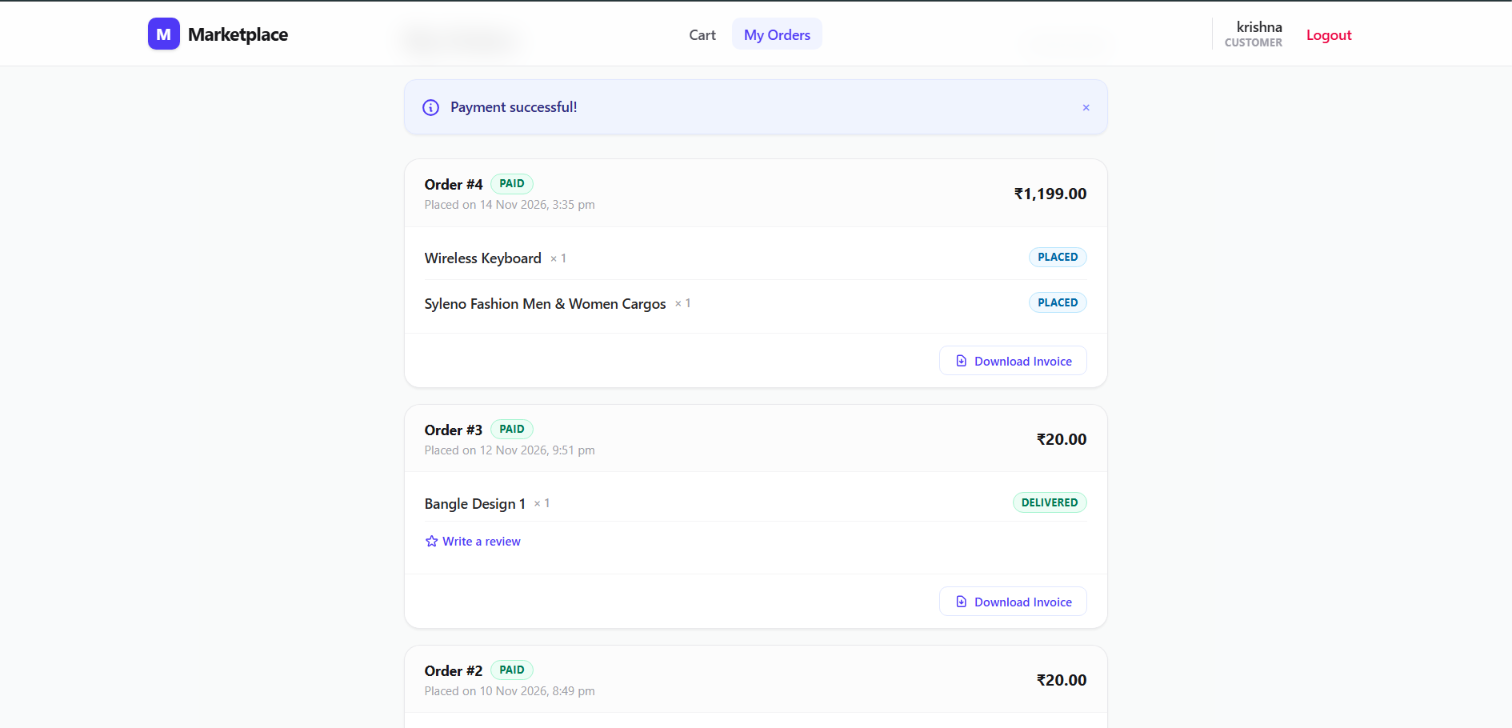 M Marketplace
Cart
My Orders
krishna
CUSTOMER
Logout
Payment successful!
×
Order #4 PAID
Placed on 14 Nov 2026, 3:35 pm
₹1,199.00
Wireless Keyboard × 1
PLACED
Syleno Fashion Men & Women Cargos × 1
PLACED
Download Invoice
Order #3 PAID
Placed on 12 Nov 2026, 9:51 pm
₹20.00
Bangle Design 1 × 1
DELIVERED
Write a review
Download Invoice
Order #2 PAID
Placed on 10 Nov 2026, 8:49 pm
₹20.00